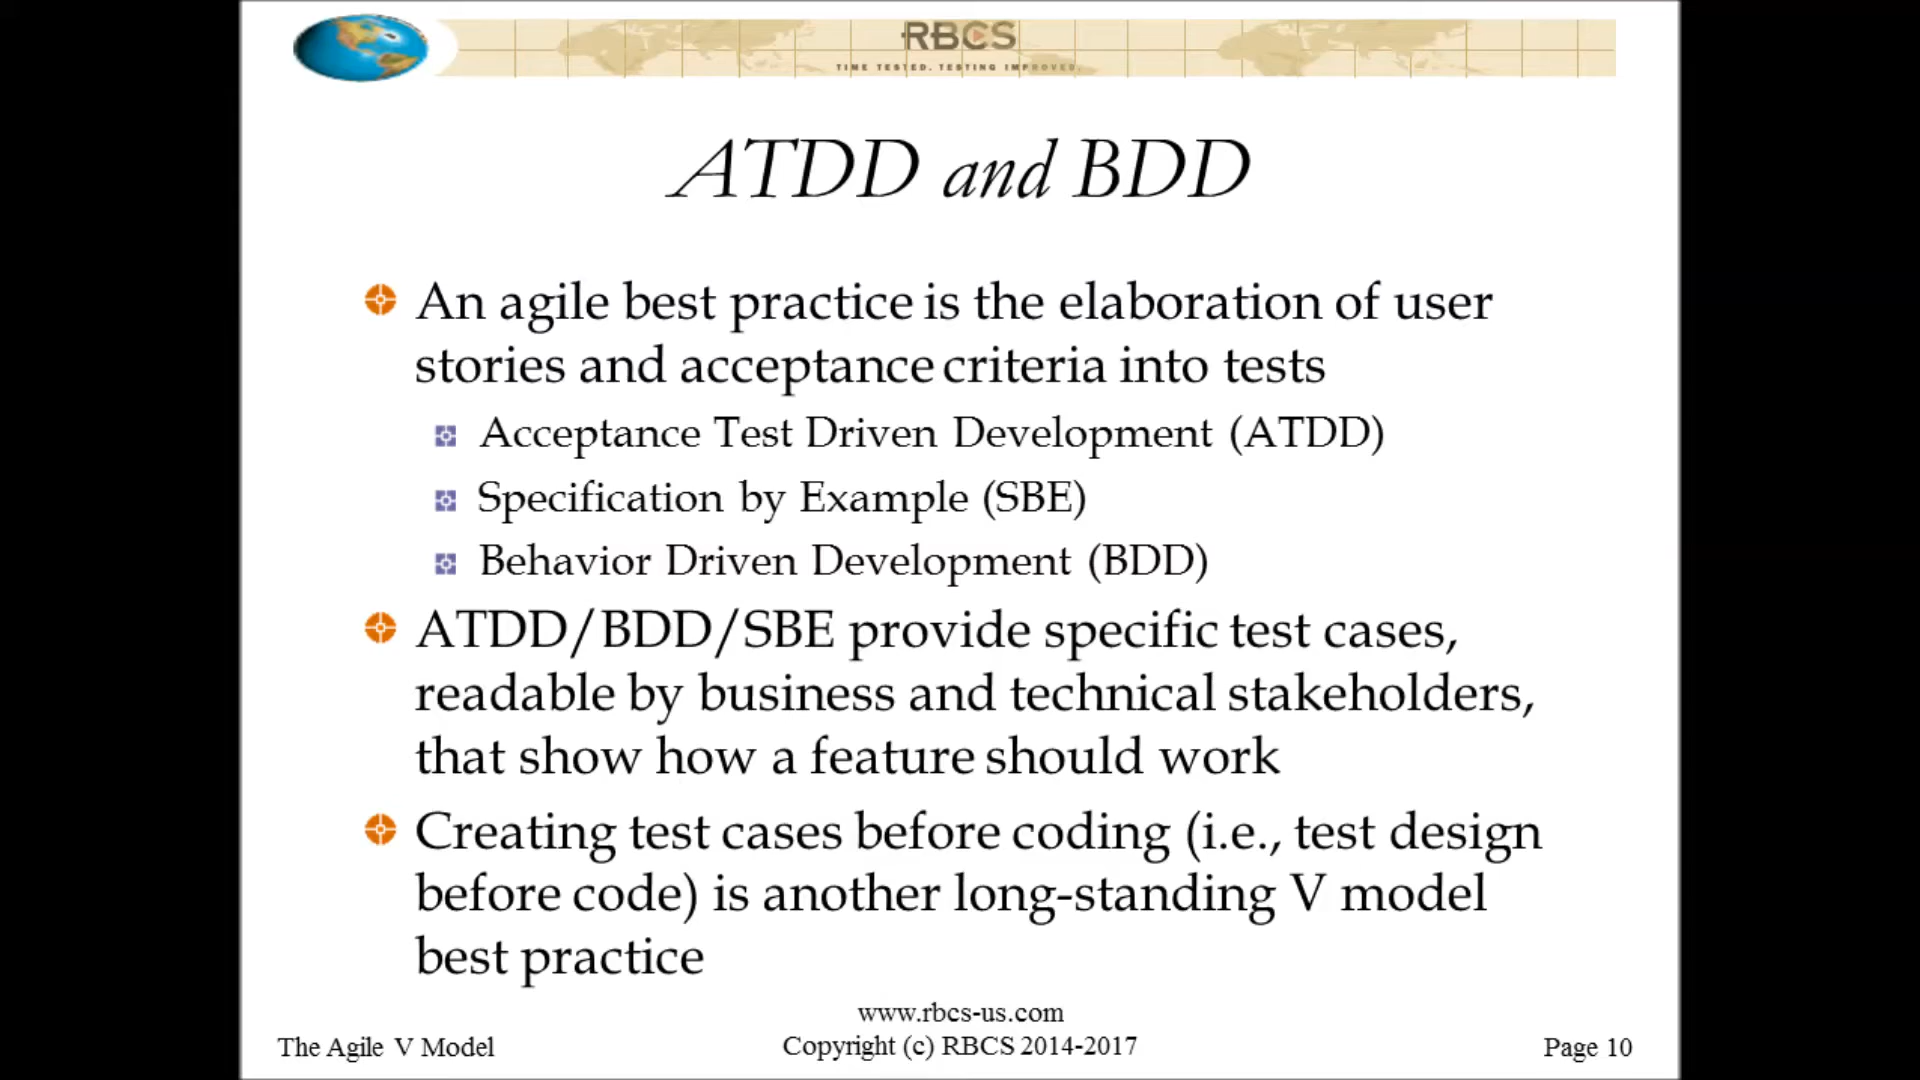 RBCS
TIME TESTED. TESTING IMPROVED.
ATDD and BDD
An agile best practice is the elaboration of user
stories and acceptance criteria into tests
Acceptance Test Driven Development (ATDD)
Specification by Example (SBE)
Behavior Driven Development (BDD)
ATDD/BDD/SBE provide specific test cases,
readable by business and technical stakeholders,
that show how a feature should work
Creating test cases before coding (i.e., test design
before code) is another long-standing V model
best practice
www.rbcs-us.com
The Agile V Model
Copyright (c) RBCS 2014-2017
Page 10